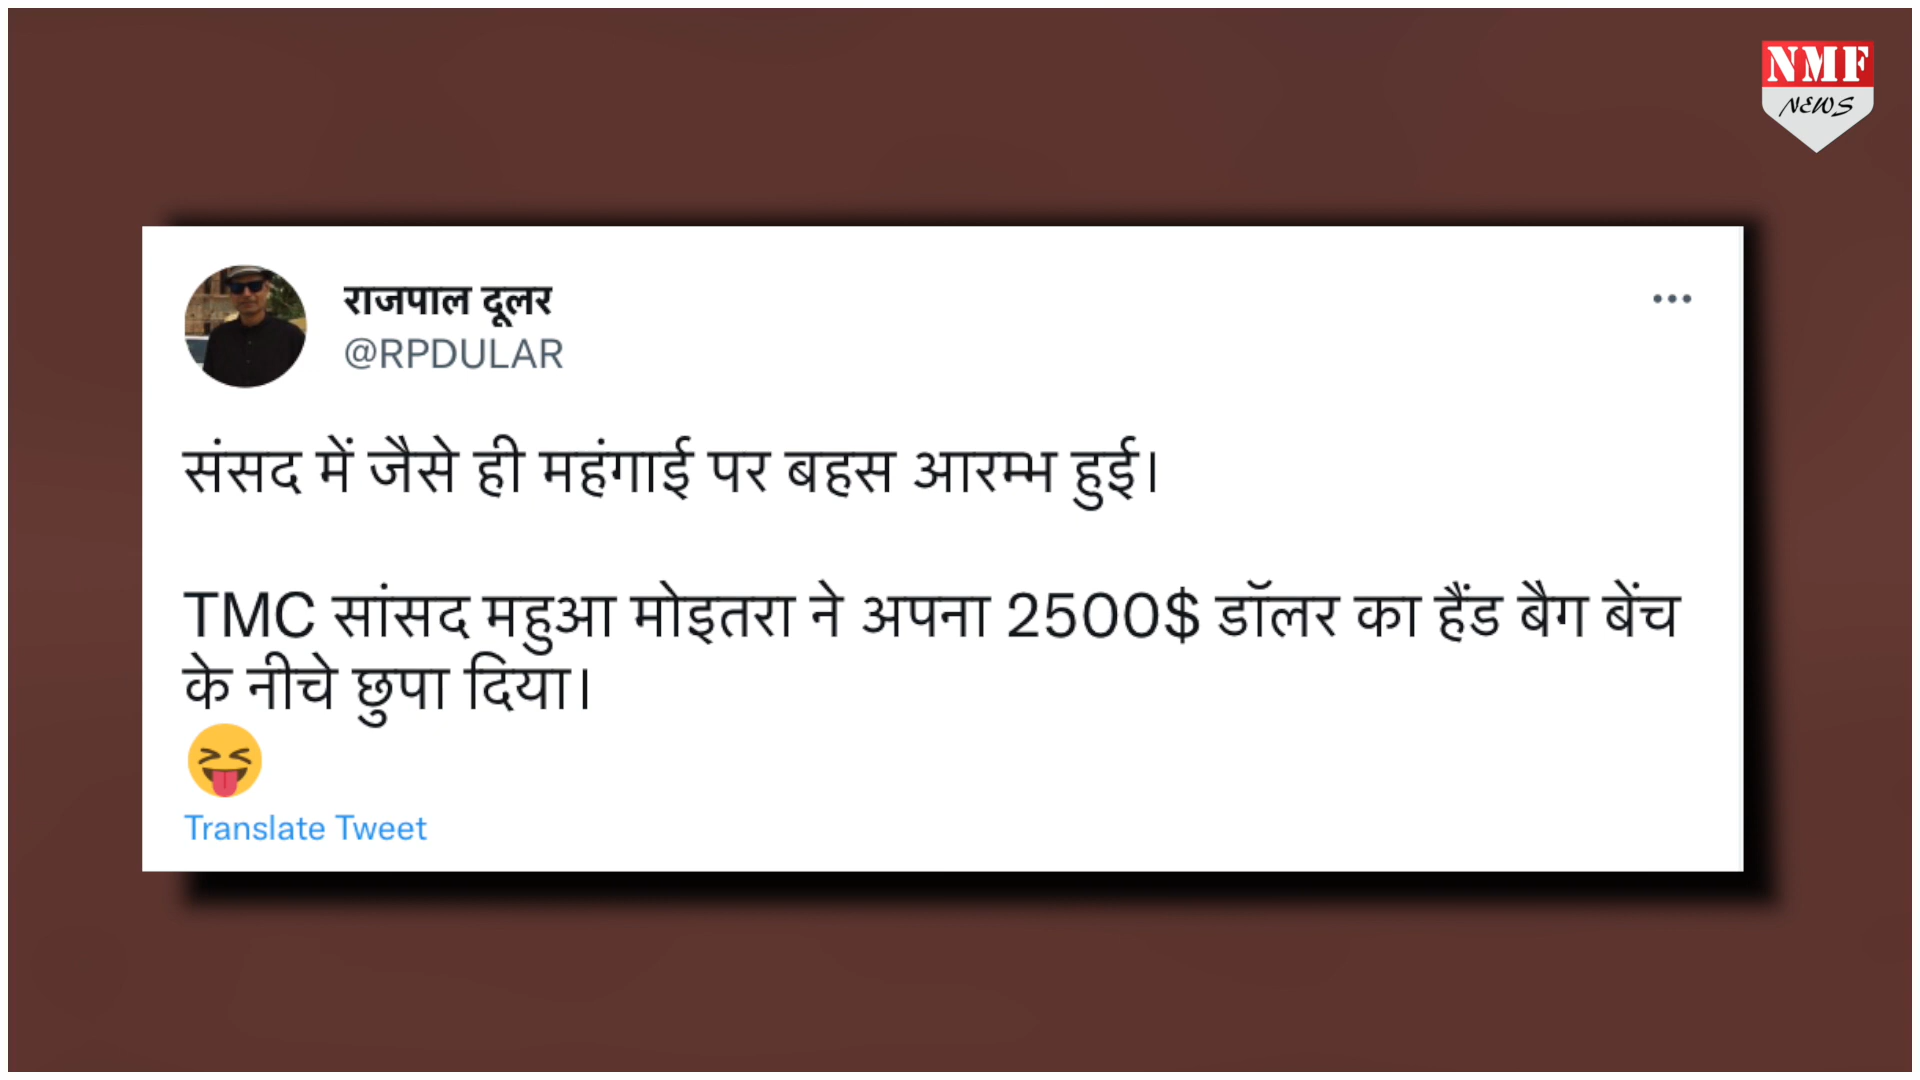 NMF
NEWS
राजपाल दूलर
@RPDULAR
संसद में जैसे ही महंगाई पर बहस आरम्भ हुई।
TMC सांसद महुआ मोइतरा ने अपना 2500$ डॉलर का हैंड बैग बेंच
के नीचे छुपा दिया।
Translate Tweet